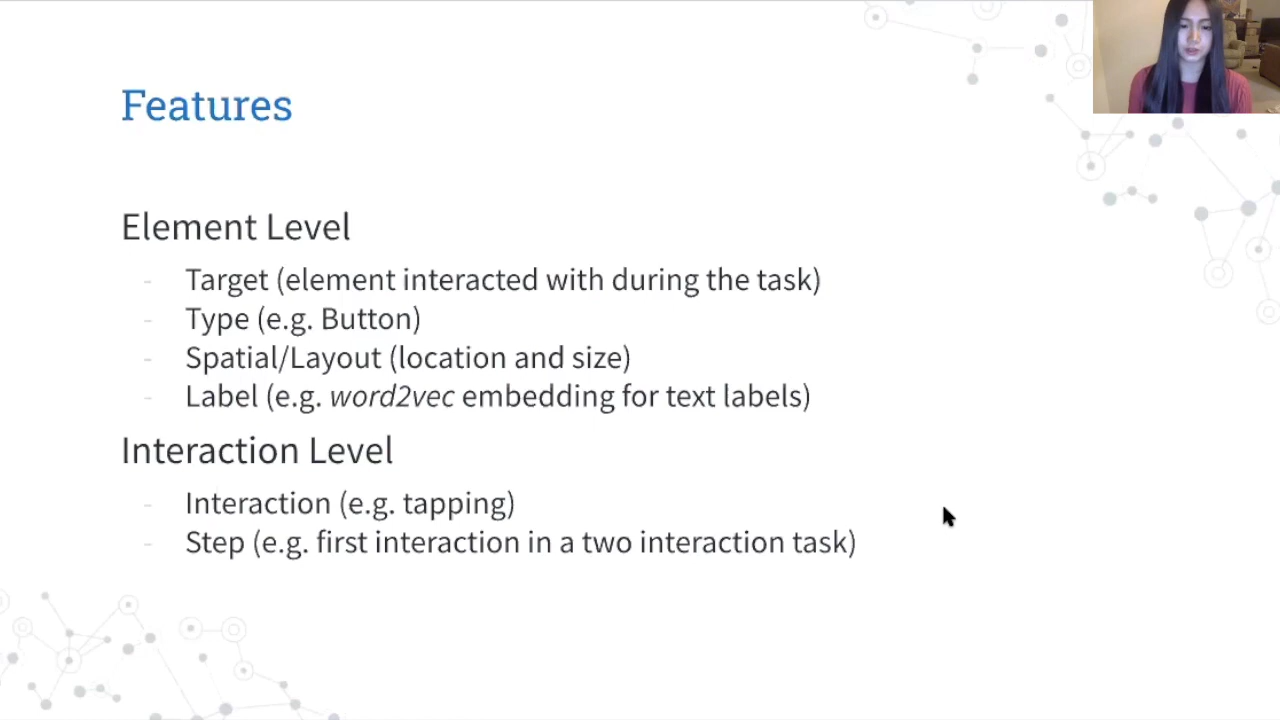 Features
Element Level
- Target (element interacted with during the task)
- Type (e.g. Button)
- Spatial/Layout (location and size)
- Label (e.g. word2vec embedding for text labels)
Interaction Level
- Interaction (e.g. tapping)
- Step (e.g. first interaction in a two interaction task)